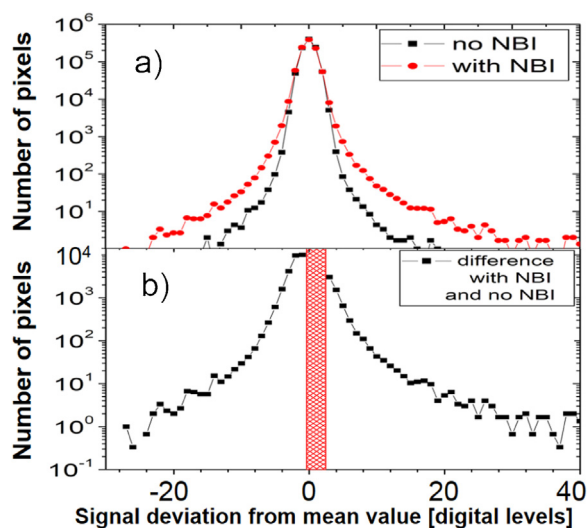 a)
no NBI
with NBI
Number of pixels
10^6
10^5
10^4
10^3
10^2
10^1
b)
difference
with NBI
and no NBI
Number of pixels
10^4
10^3
10^2
10^1
10^0
10^-1
-20 0 20 40
Signal deviation from mean value [digital levels]